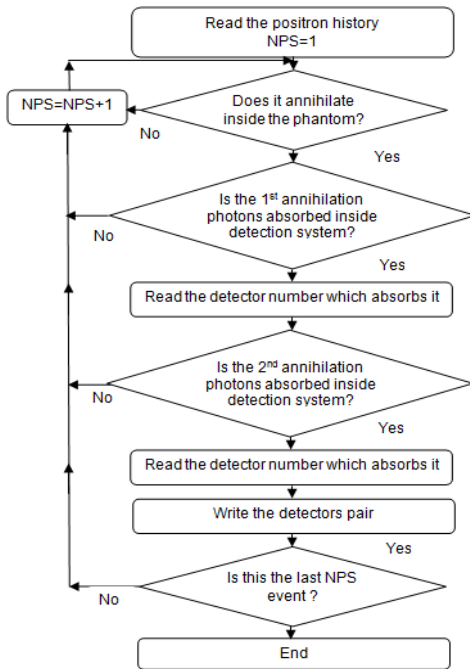 Read the positron history
NPS=1
NPS=NPS+1
Does it annihilate
inside the phantom?
No
Yes
Is the 1st annihilation
photons absorbed inside
detection system?
No
Yes
Read the detector number which absorbs it
Is the 2nd annihilation
photons absorbed inside
detection system?
No
Yes
Read the detector number which absorbs it
Write the detectors pair
Yes
Is this the last NPS
event ?
No
End